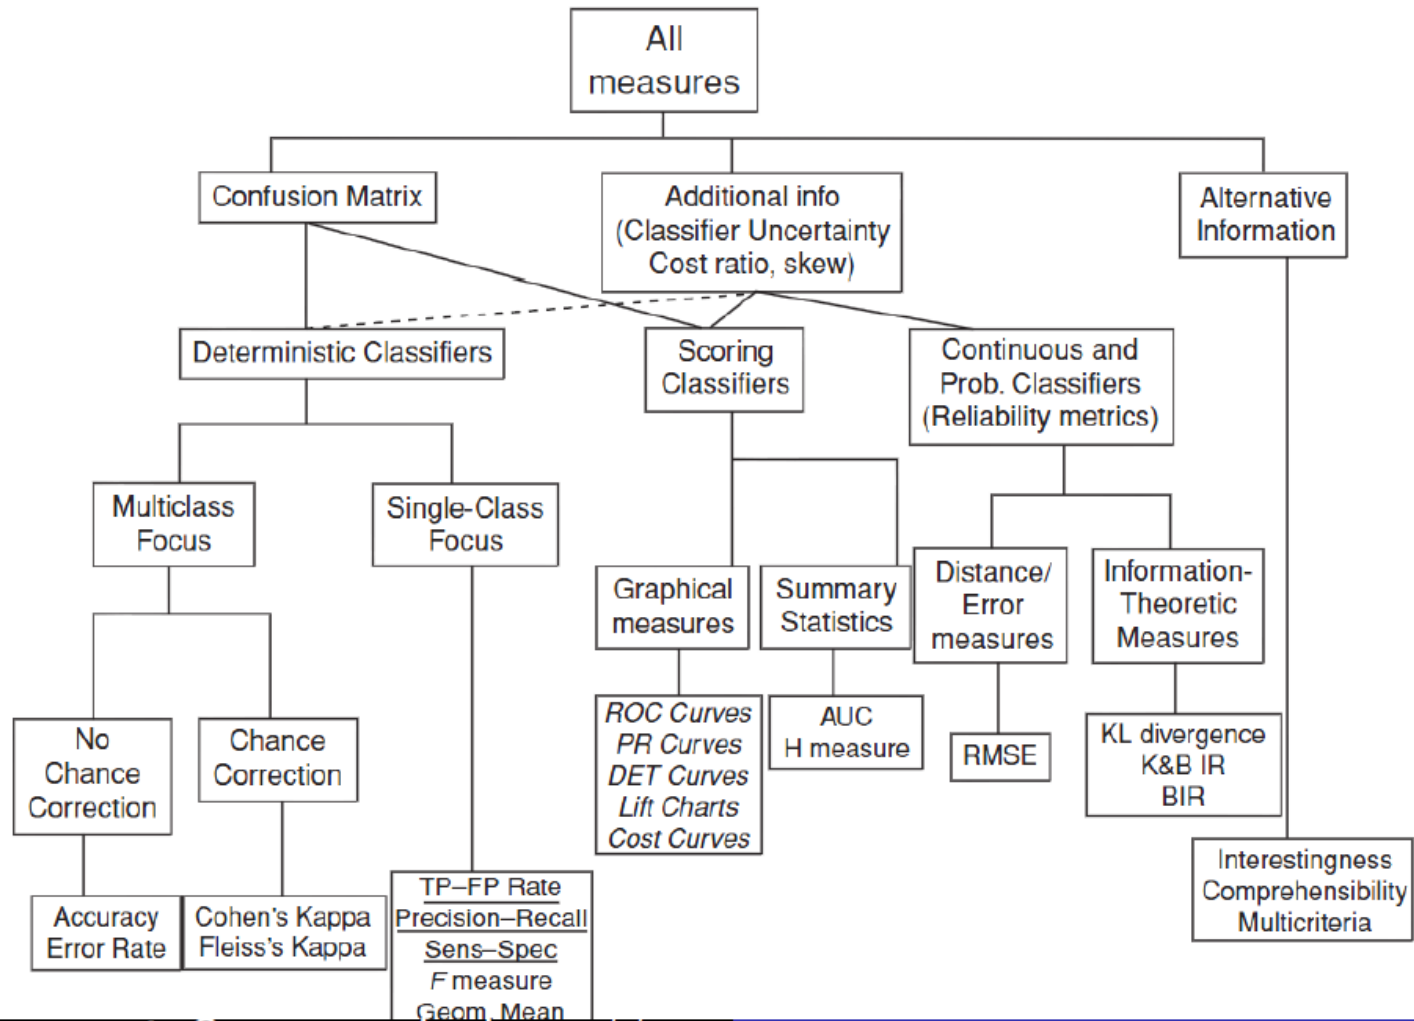 All
measures
Confusion Matrix
Additional info
(Classifier Uncertainty
Cost ratio, skew)
Alternative
Information
Deterministic Classifiers
Scoring
Classifiers
Continuous and
Prob. Classifiers
(Reliability metrics)
Multiclass
Focus
Single-Class
Focus
Graphical
measures
Summary
Statistics
Distance/
Error
measures
Information-
Theoretic
Measures
No
Chance
Correction
Chance
Correction
ROC Curves
PR Curves
DET Curves
Lift Charts
Cost Curves
AUC
H measure
RMSE
KL divergence
K&B IR
BIR
Accuracy
Error Rate
Cohen's Kappa
Fleiss's Kappa
TP–FP Rate
Precision–Recall
Sens–Spec
F measure
Geom. Mean
Interestingness
Comprehensibility
Multicriteria